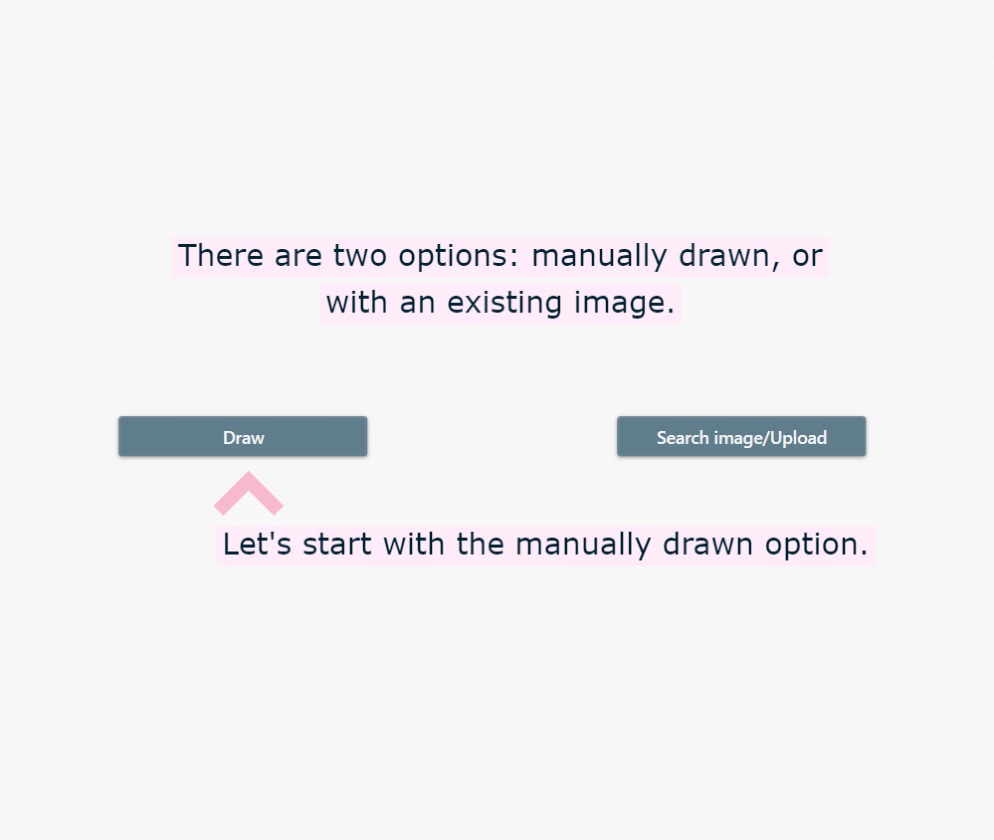 There are two options: manually drawn, or
with an existing image.
Draw
Search image/Upload
Let's start with the manually drawn option.